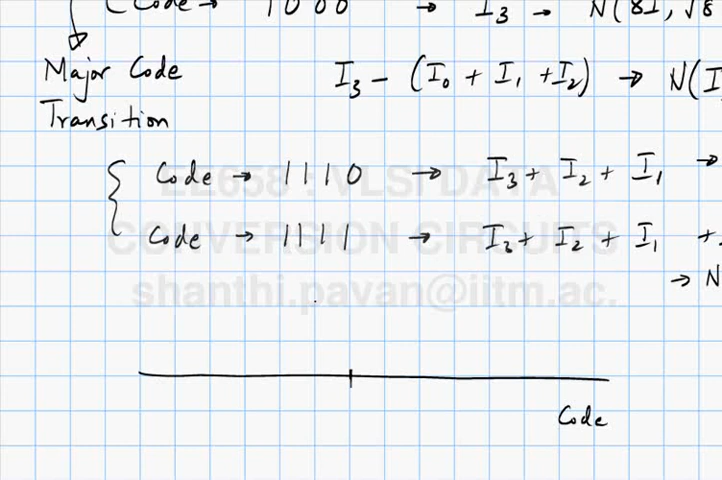 Code → 1000 → I3 → N(8I, √8
Major Code
Transition
I3 - (I0 + I1 + I2) → N(I
Code → 1110 → I3 + I2 + I1 →
Code → 1111 → I3 + I2 + I1 +
→ N
EE658 : VLSI DATA
CONVERSION CIRCUITS
shanthi.pavan@iitm.ac.
Code